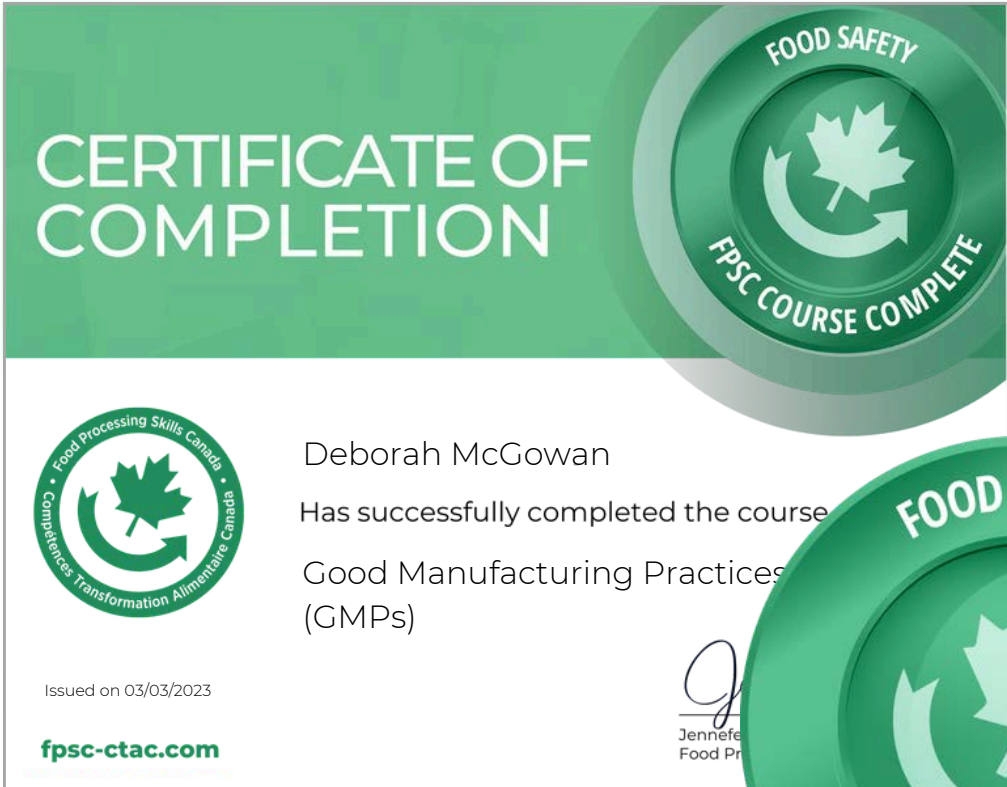 CERTIFICATE OF
COMPLETION
FOOD SAFETY
FPSC COURSE COMPLETE
Food Processing Skills Canada
Compétences Transformation Alimentaire Canada
Deborah McGowan
Has successfully completed the course
Good Manufacturing Practices
(GMPs)
FOOD
Issued on 03/03/2023
fpsc-ctac.com
Food